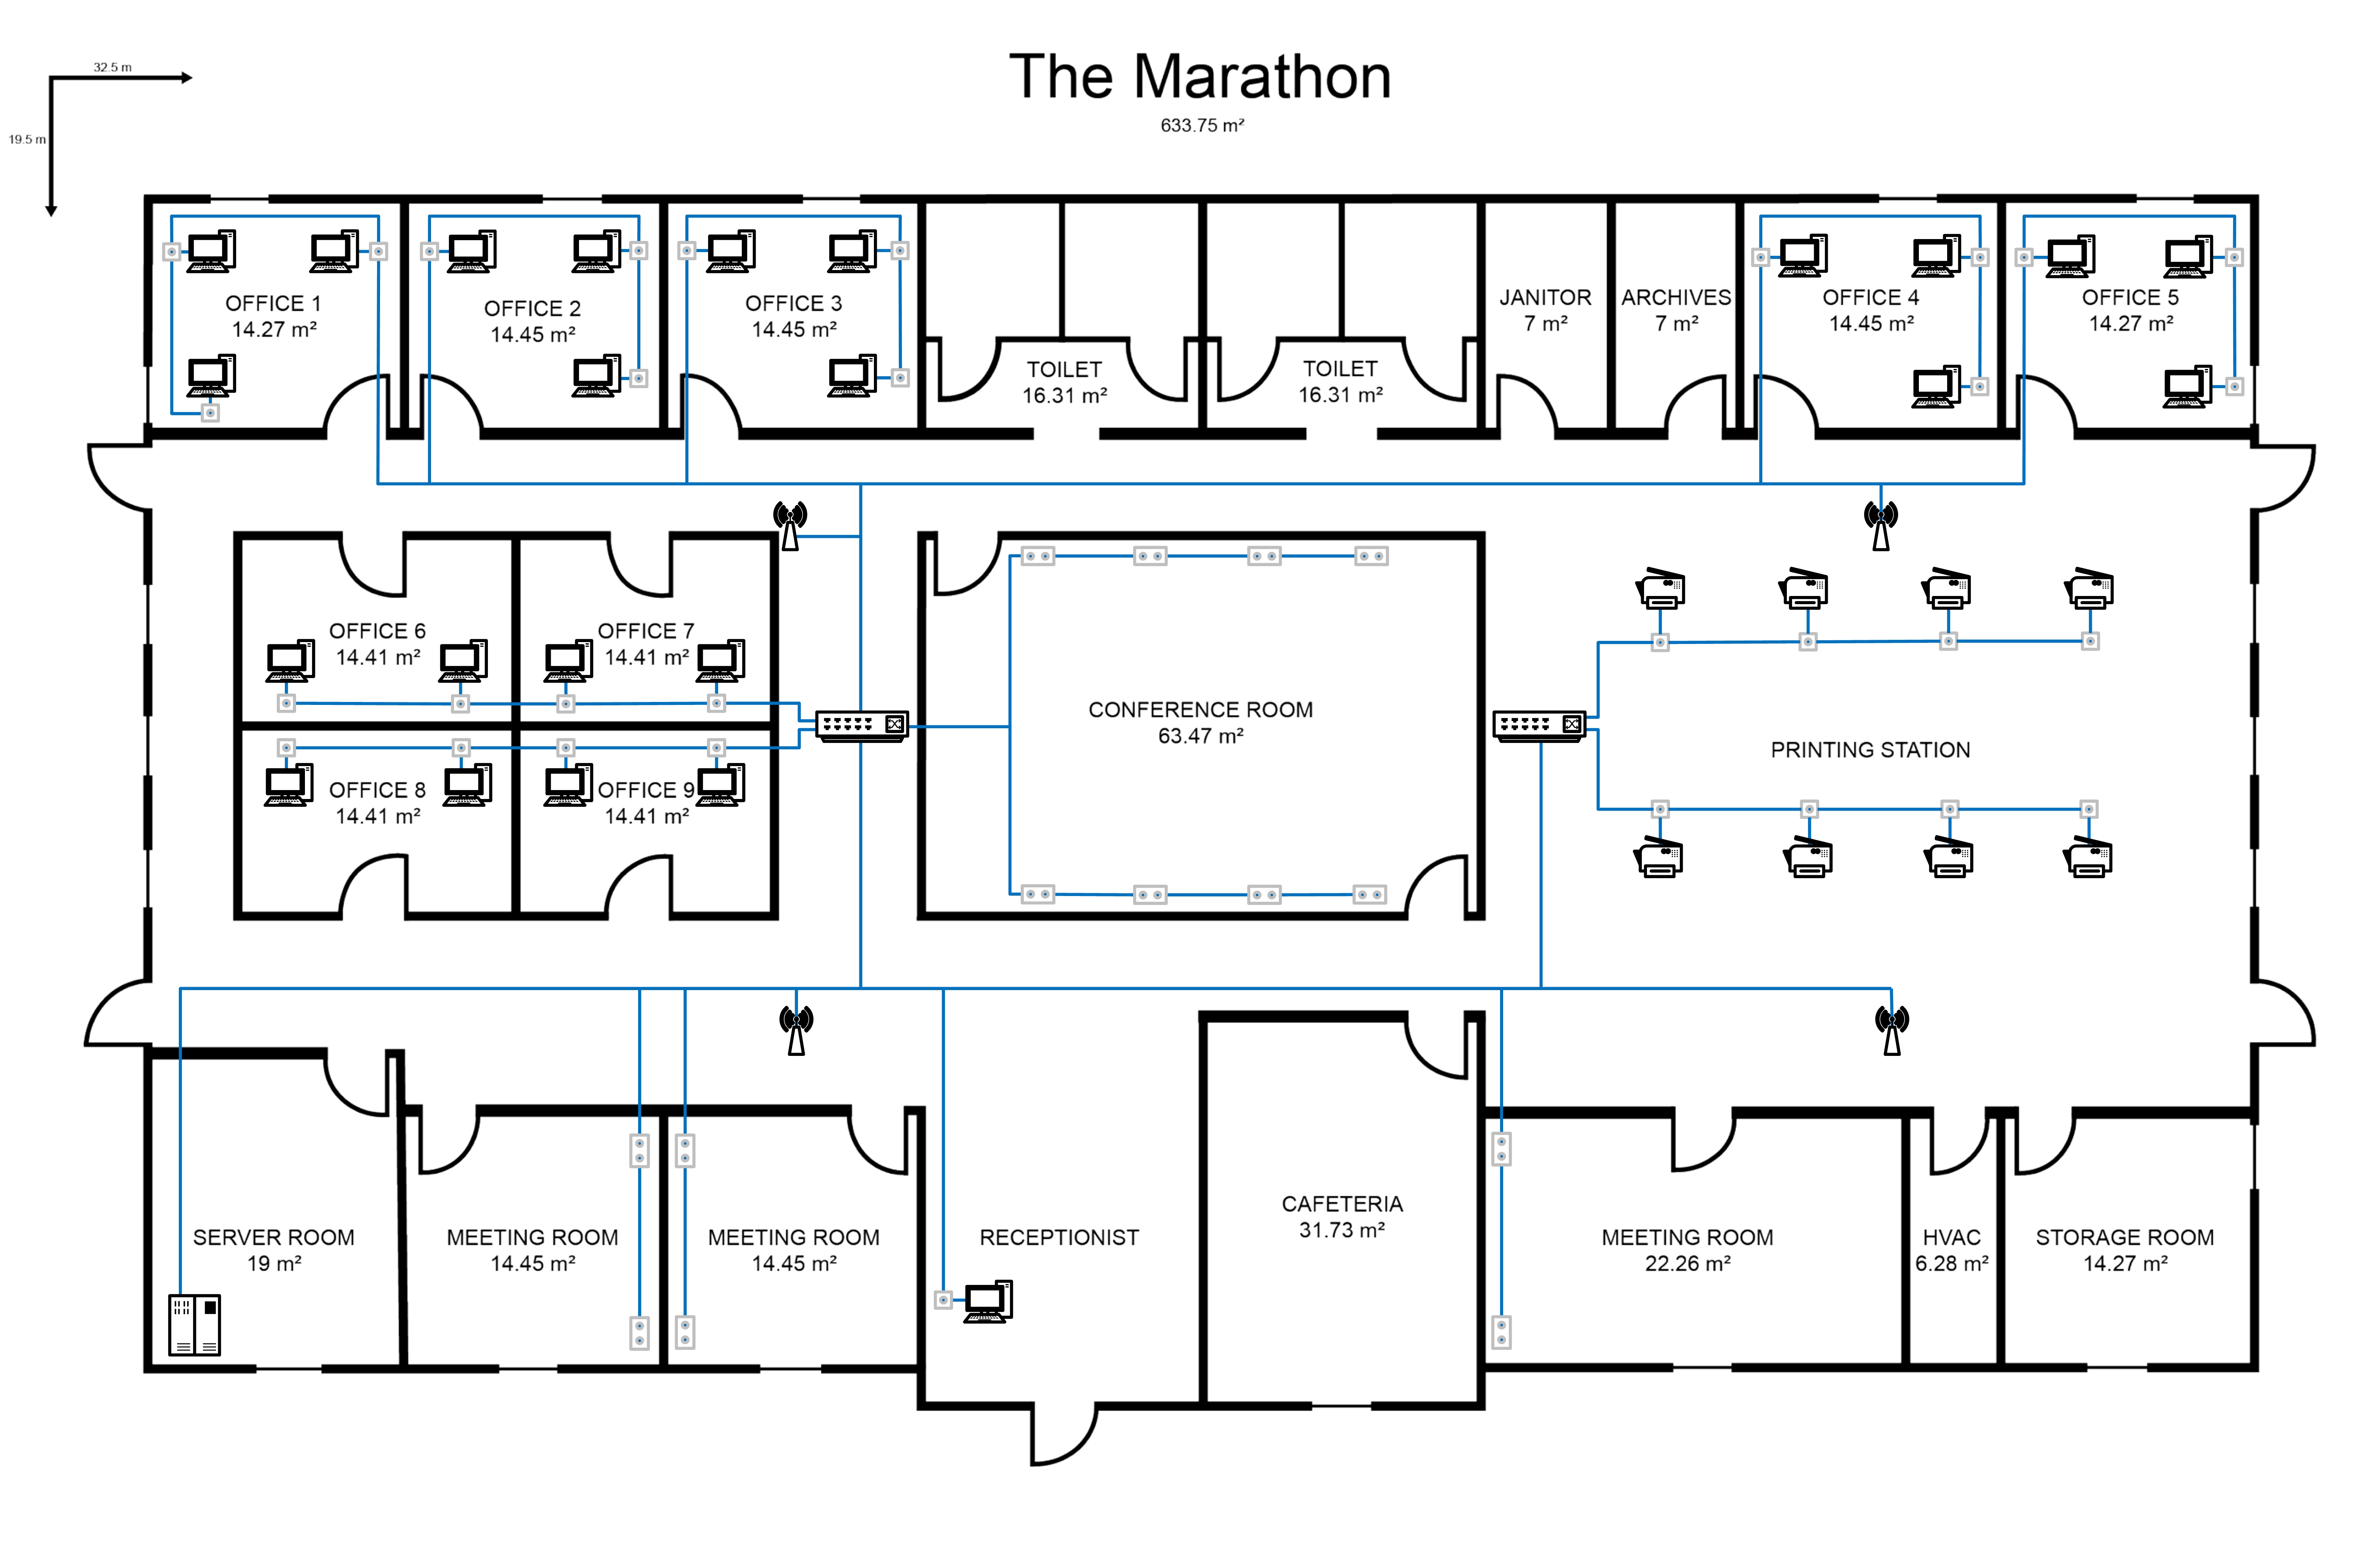 The Marathon
633.75 m²
32.5 m
19.5 m
OFFICE 1
14.27 m²
OFFICE 2
14.45 m²
OFFICE 3
14.45 m²
TOILET
16.31 m²
TOILET
16.31 m²
JANITOR
7 m²
ARCHIVES
7 m²
OFFICE 4
14.45 m²
OFFICE 5
14.27 m²
OFFICE 6
14.41 m²
OFFICE 7
14.41 m²
CONFERENCE ROOM
63.47 m²
PRINTING STATION
OFFICE 8
14.41 m²
OFFICE 9
14.41 m²
SERVER ROOM
19 m²
MEETING ROOM
14.45 m²
MEETING ROOM
14.45 m²
RECEPTIONIST
CAFETERIA
31.73 m²
MEETING ROOM
22.26 m²
HVAC
6.28 m²
STORAGE ROOM
14.27 m²